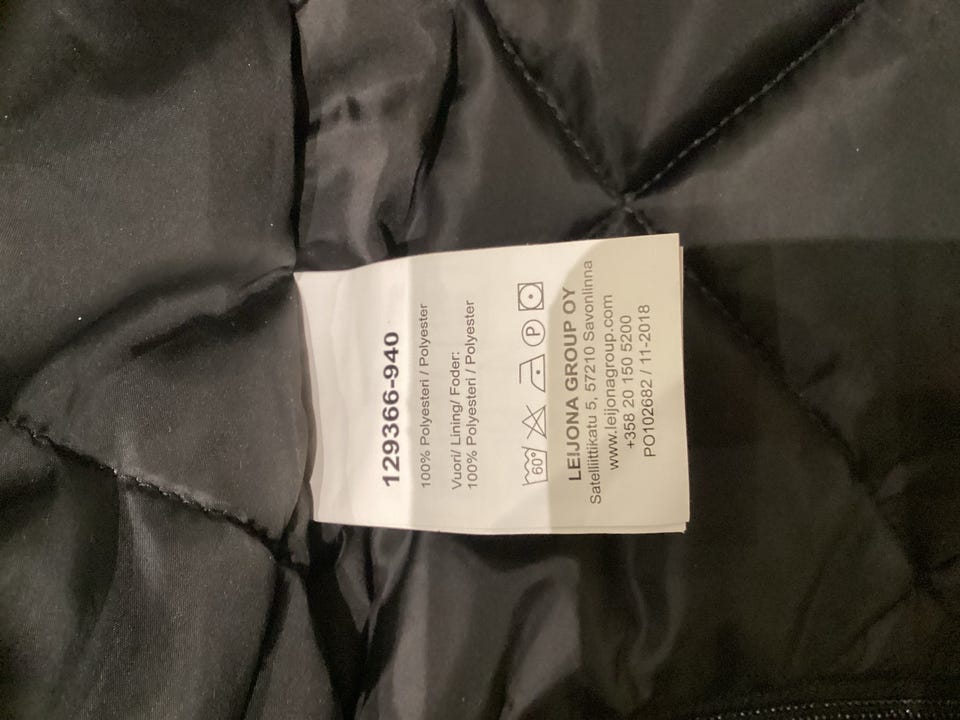 129366-940
100% Polyesteri / Polyester
Vuori/ Lining/ Foder:
100% Polyesteri / Polyester
60° P
LEIJONA GROUP OY
Satelliittikatu 5, 57210 Savonlinna
www.leijonagroup.com
+358 20 150 5200
PO102682 / 11-2018